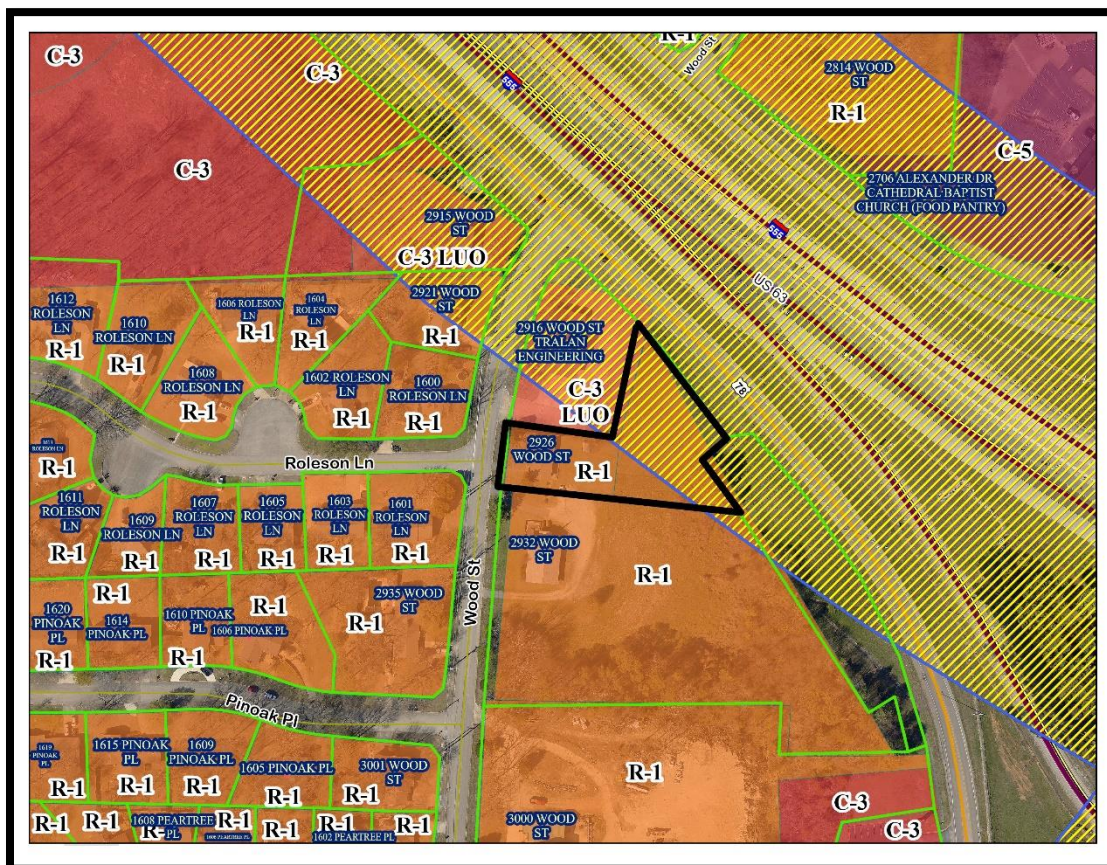 C-3
C-3
R-1
Wood St
555
2814 WOOD
ST
R-1
C-5
C-3
2706 ALEXANDER DR
CATHEDRAL BAPTIST
CHURCH (FOOD PANTRY)
2915 WOOD
ST
555
C-3 LUO
US 63
1612
ROLESON
LN
R-1
1610
ROLESON LN
R-1
1606 ROLESON
LN
R-1
1604
ROLESON
LN
R-1
2921 WOOD
ST
R-1
2916 WOOD ST
TRALAN
ENGINEERING
C-3
LUO
78
1608
ROLESON LN
R-1
1602 ROLESON
LN
R-1
1600
ROLESON LN
R-1
2926
WOOD ST
R-1
ROLESON LN
R-1
Roleson Ln
1611
ROLESON
LN
R-1
1609
ROLESON LN
R-1
1607
ROLESON
LN
R-1
1605
ROLESON
LN
R-1
1603
ROLESON
LN
R-1
1601
ROLESON
LN
R-1
2932 WOOD
ST
R-1
Wood St
1620
PINOAK
PL
R-1
R-1
1614
PINOAK PL
1610 PINOAK
PL
R-1
R-1
1606 PINOAK PL
2935 WOOD
ST
R-1
Pinoak Pl
1619
PINOAK
PL
R-1
1615 PINOAK
PL
R-1
1609
PINOAK PL
R-1
1605 PINOAK PL
R-1
3001 WOOD
ST
R-1
R-1
C-3
C-3
R-1
R-1
1608 PEARTREE
PL
R-1
R-1
R-1
R-1
1602 PEARTREE PL
R-1
3000 WOOD
ST